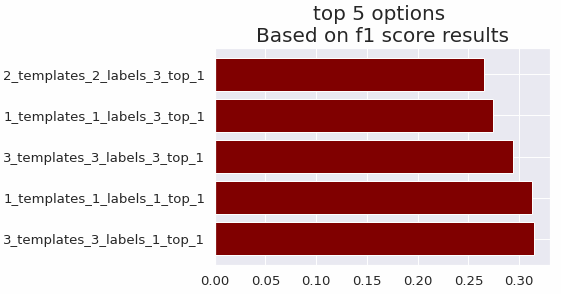 top 5 options
Based on f1 score results
2_templates_2_labels_3_top_1
1_templates_1_labels_3_top_1
3_templates_3_labels_3_top_1
1_templates_1_labels_1_top_1
3_templates_3_labels_1_top_1
0.00 0.05 0.10 0.15 0.20 0.25 0.30